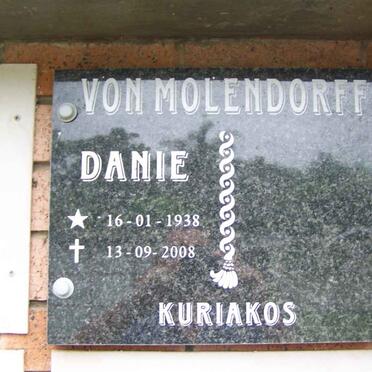 VON MOLENDORFF
DANIE
16-01-1938
13-09-2008
KURIAKOS